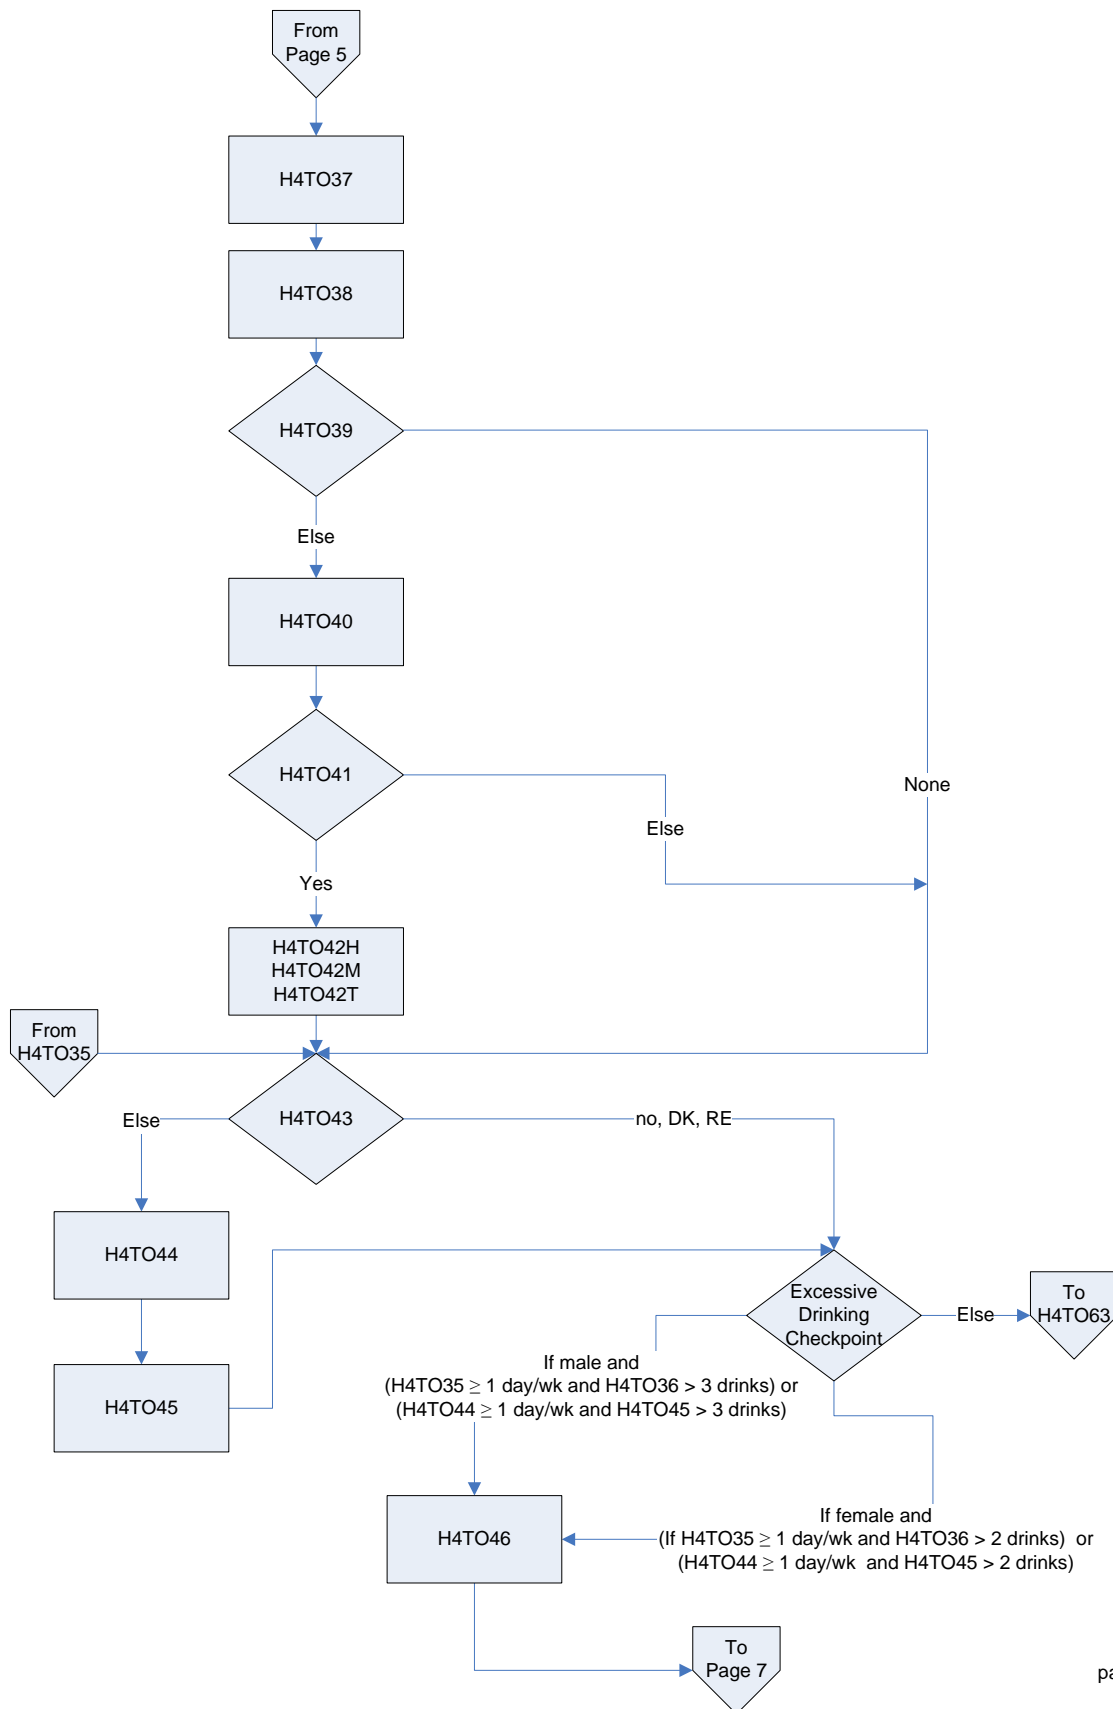 From
Page 5
H4TO37
H4TO38
H4TO39
Else
H4TO40
H4TO41
None
Else
Yes
H4TO42H
H4TO42M
H4TO42T
From
H4TO35
H4TO43
Else
no, DK, RE
H4TO44
Excessive
Drinking
Checkpoint
Else
To
H4TO63
If male and
(H4TO35 ≥ 1 day/wk and H4TO36 > 3 drinks) or
(H4TO44 ≥ 1 day/wk and H4TO45 > 3 drinks)
H4TO45
H4TO46
If female and
(If H4TO35 ≥ 1 day/wk and H4TO36 > 2 drinks) or
(H4TO44 ≥ 1 day/wk and H4TO45 > 2 drinks)
To
Page 7